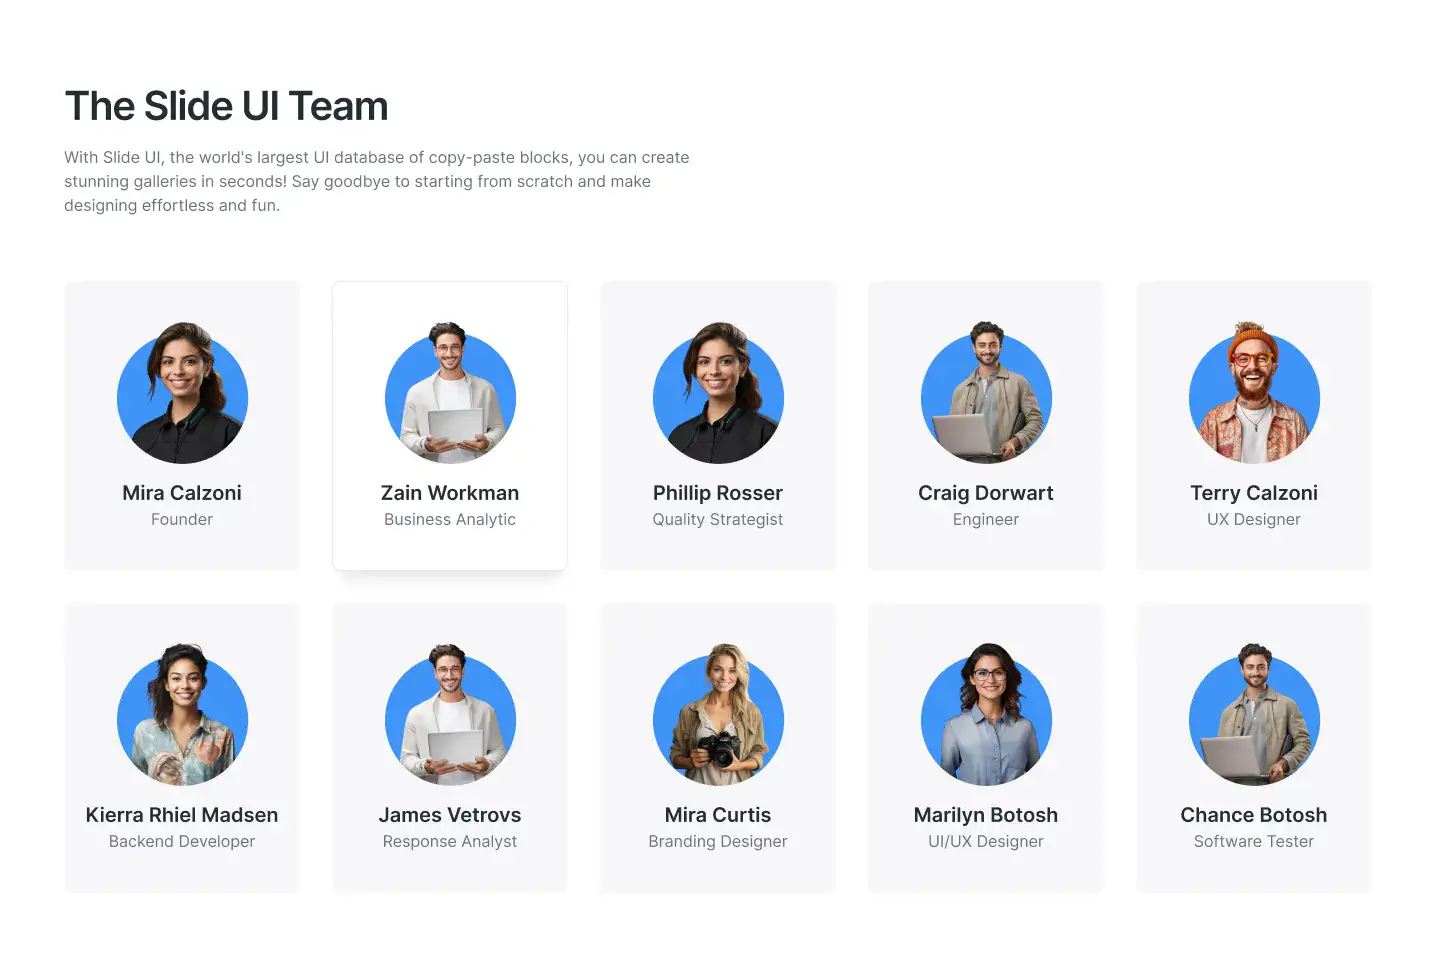 The Slide UI Team
With Slide UI, the world's largest UI database of copy-paste blocks, you can create
stunning galleries in seconds! Say goodbye to starting from scratch and make
designing effortless and fun.
Mira Calzoni
Founder
Zain Workman
Business Analytic
Phillip Rosser
Quality Strategist
Craig Dorwart
Engineer
Terry Calzoni
UX Designer
Kierra Rhiel Madsen
Backend Developer
James Vetrovs
Response Analyst
Mira Curtis
Branding Designer
Marilyn Botosh
UI/UX Designer
Chance Botosh
Software Tester